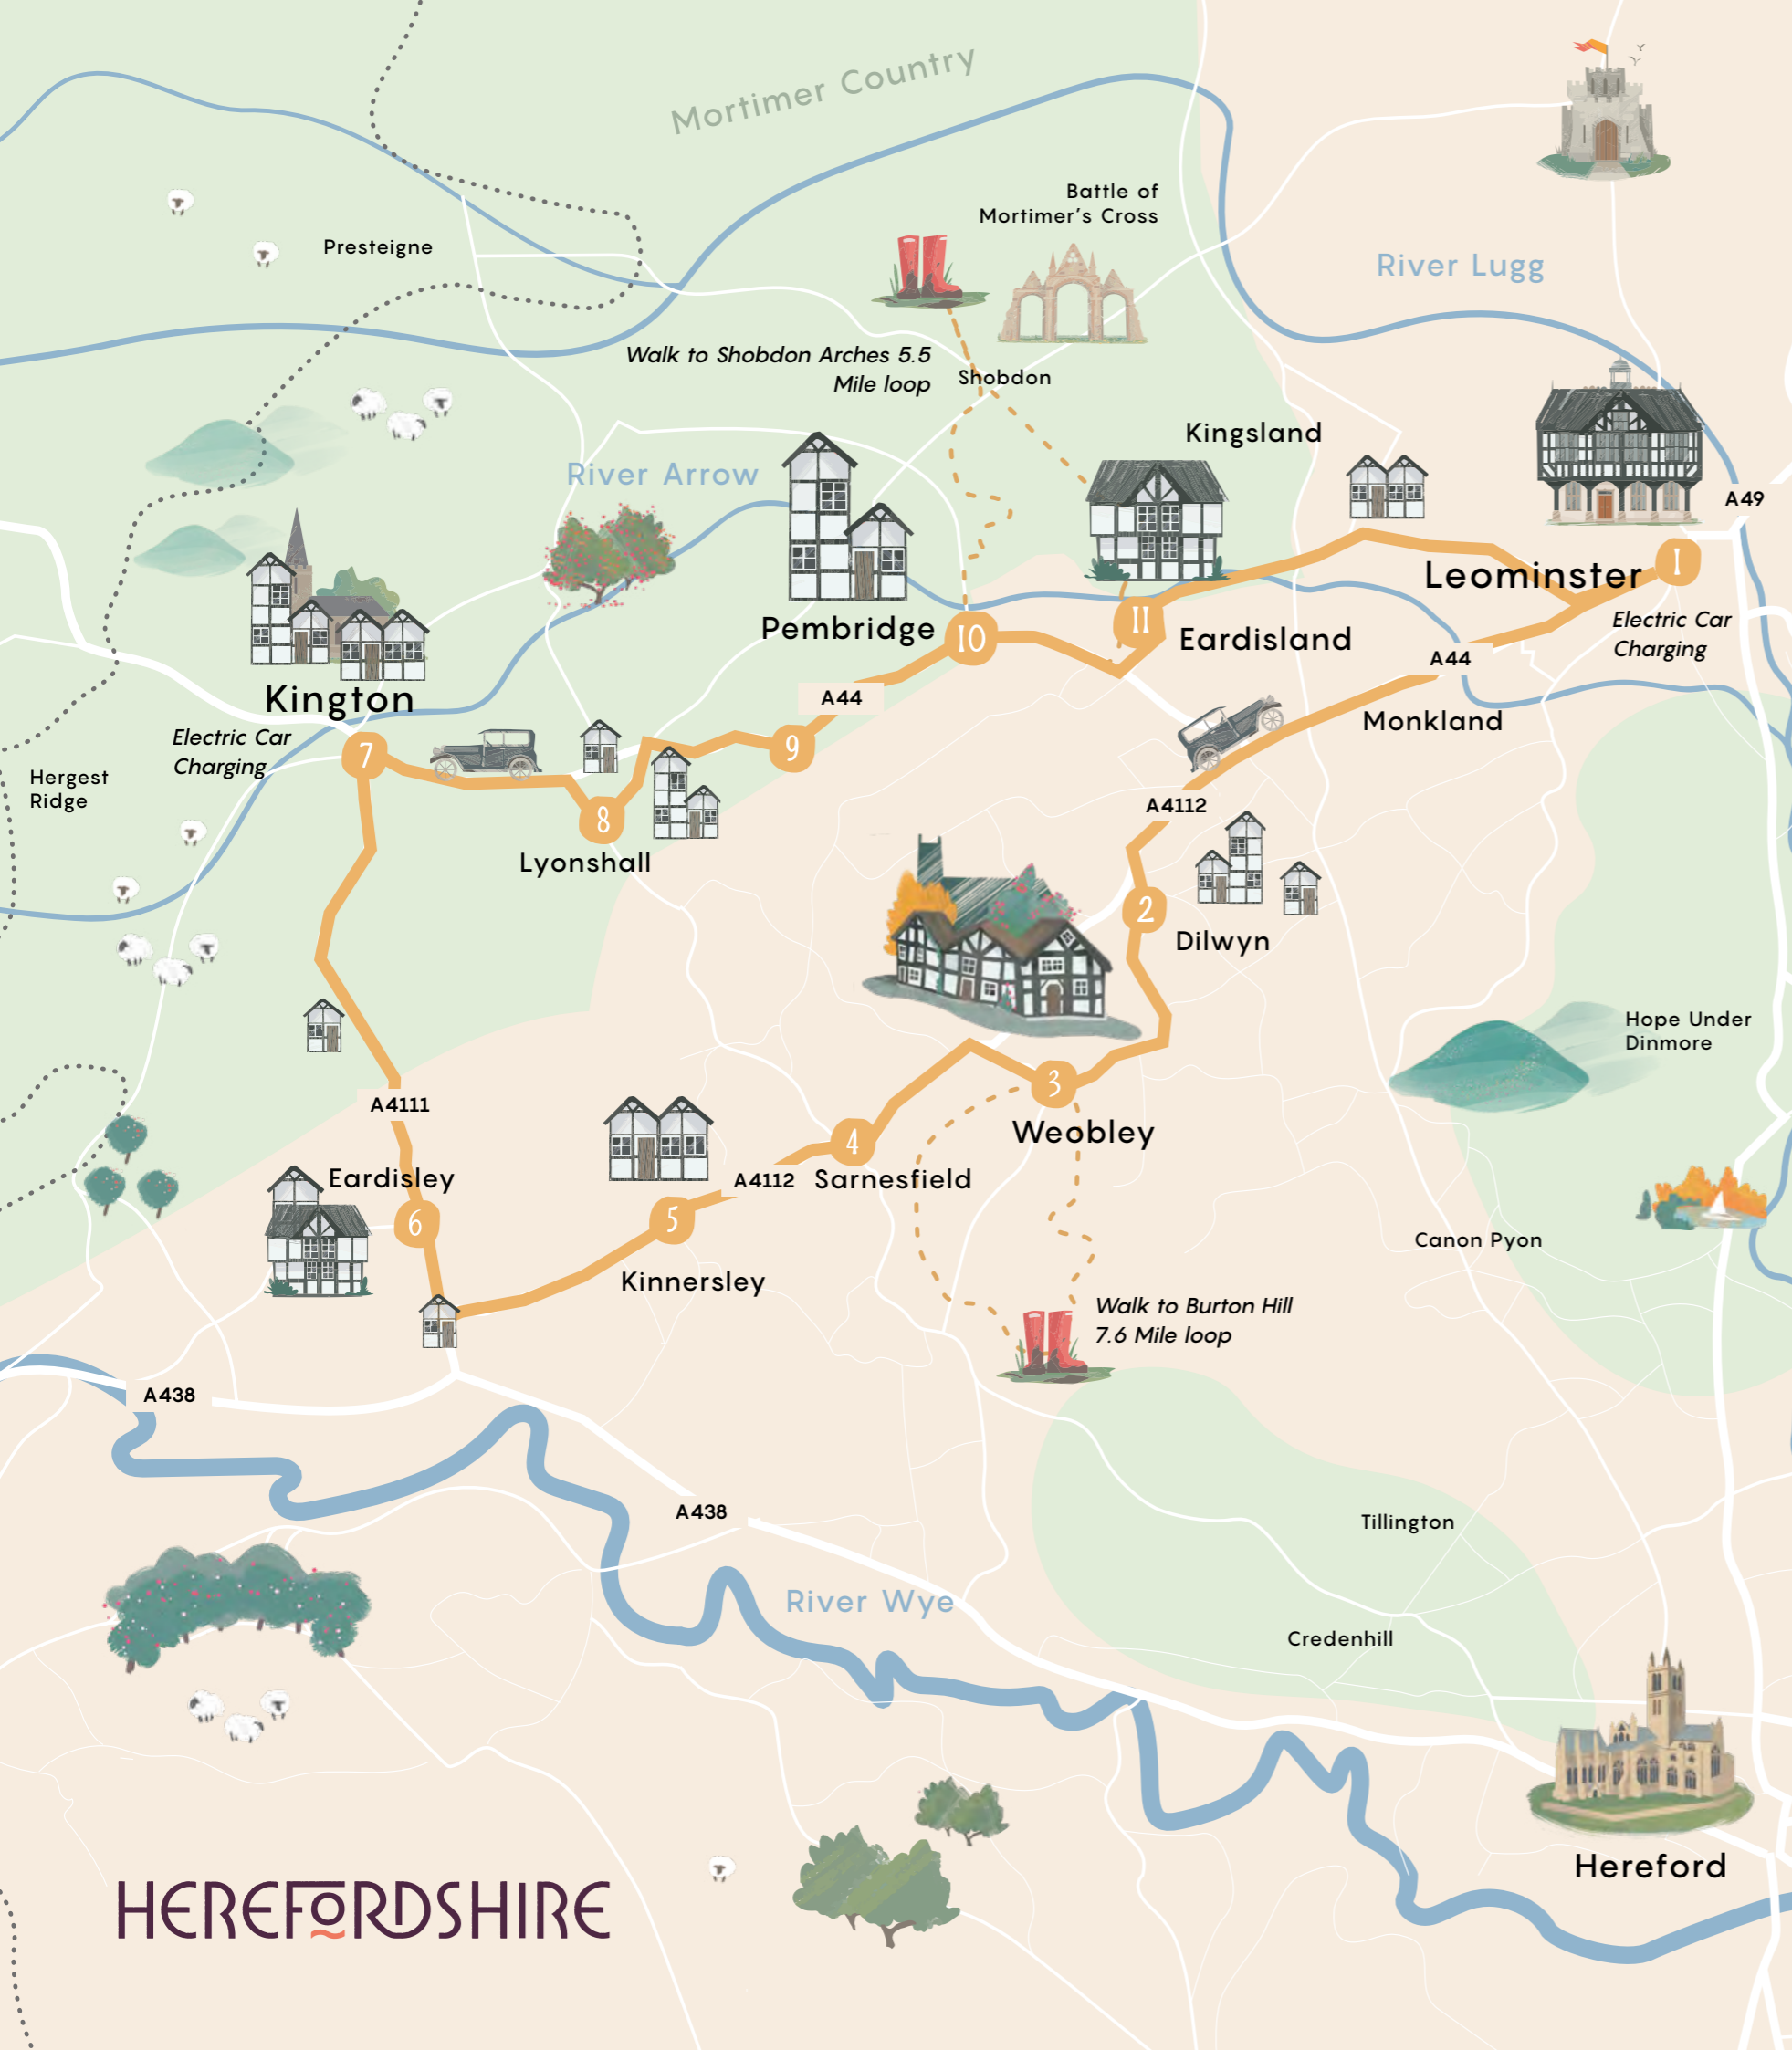 Mortimer Country
Battle of
Mortimer's Cross
Presteigne
River Lugg
Walk to Shobdon Arches 5.5
Mile loop
Shobdon
Kingsland
River Arrow
A49
Leominster
1
Electric Car
Charging
Pembridge
10
11
Eardisland
A44
A44
Kington
Monkland
Electric Car
Charging
7
9
Hergest
Ridge
8
Lyonshall
A4112
2
Dilwyn
Hope Under
Dinmore
3
A4111
Weobley
4
Eardisley
A4112
Sarnesfield
6
5
Canon Pyon
Kinnersley
Walk to Burton Hill
7.6 Mile loop
A438
A438
Tillington
River Wye
Credenhill
Hereford
HEREFORDSHIRE